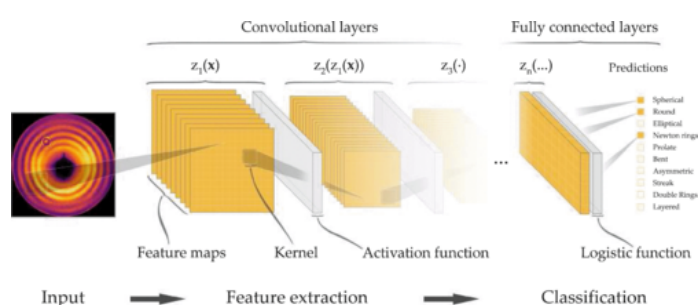 Convolutional layers
Fully connected layers
z₁(x)
z₂(z₁(x))
z₃(·)
zₙ(...)
Predictions
Spherical
Round
Elliptical
Newton rings
Prolate
Bent
Asymmetric
Streak
Double Rings
Layered
...
Feature maps
Kernel
Activation function
Logistic function
Input
Feature extraction
Classification